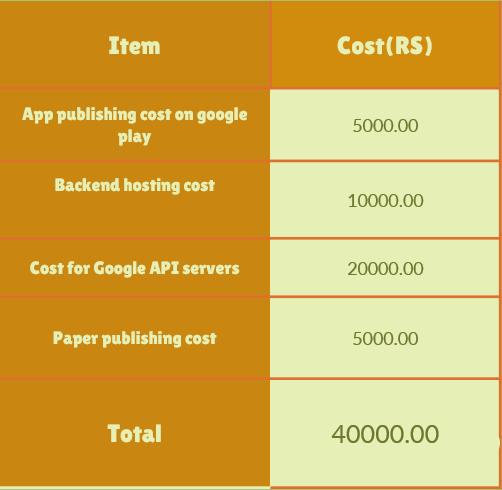 Item Cost(RS)
App publishing cost on google
play
5000.00
Backend hosting cost
10000.00
Cost for Google API servers 20000.00
Paper publishing cost 5000.00
Total 40000.00